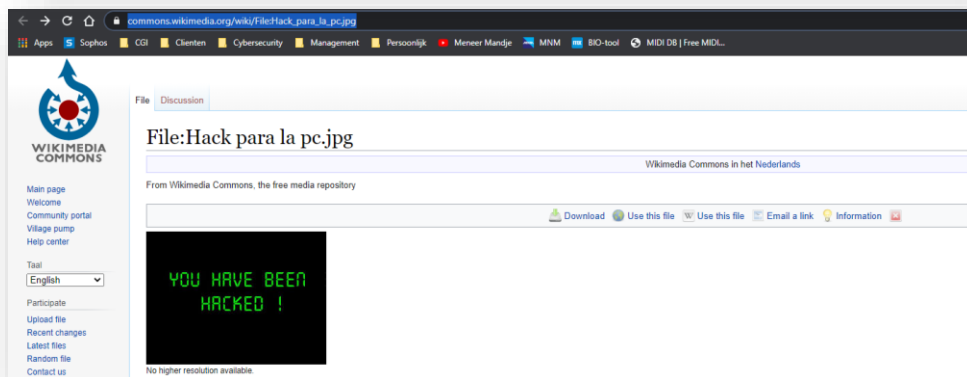 commons.wikimedia.org/wiki/File:Hack_para_la_pc.jpg
Apps Sophos CGI Clienten Cybersecurity Management Persoonlijk Meneer Mandje MNM BIO-tool MIDI DB | Free MIDI...
WIKIMEDIA
COMMONS
Main page
Welcome
Community portal
Village pump
Help center
Taal
English
Participate
Upload file
Recent changes
Latest files
Random file
Contact us
File Discussion
File:Hack para la pc.jpg
Wikimedia Commons in het Nederlands
From Wikimedia Commons, the free media repository
Download Use this file W Use this file Email a link Information
YOU HAVE BEEN
HACKED !
No higher resolution available.